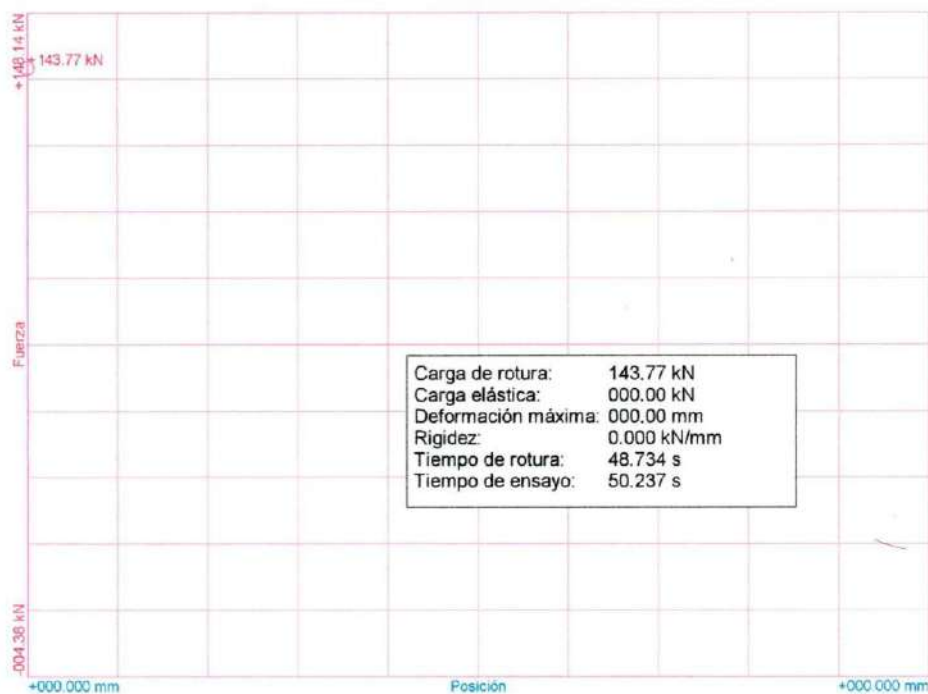 +148.14 kN
+143.77 kN
Fuerza
Carga de rotura: 143.77 kN
Carga elástica: 000.00 kN
Deformación máxima: 000.00 mm
Rigidez: 0.000 kN/mm
Tiempo de rotura: 48.734 s
Tiempo de ensayo: 50.237 s
-004.38 kN
+000.000 mm Posición +000.000 mm